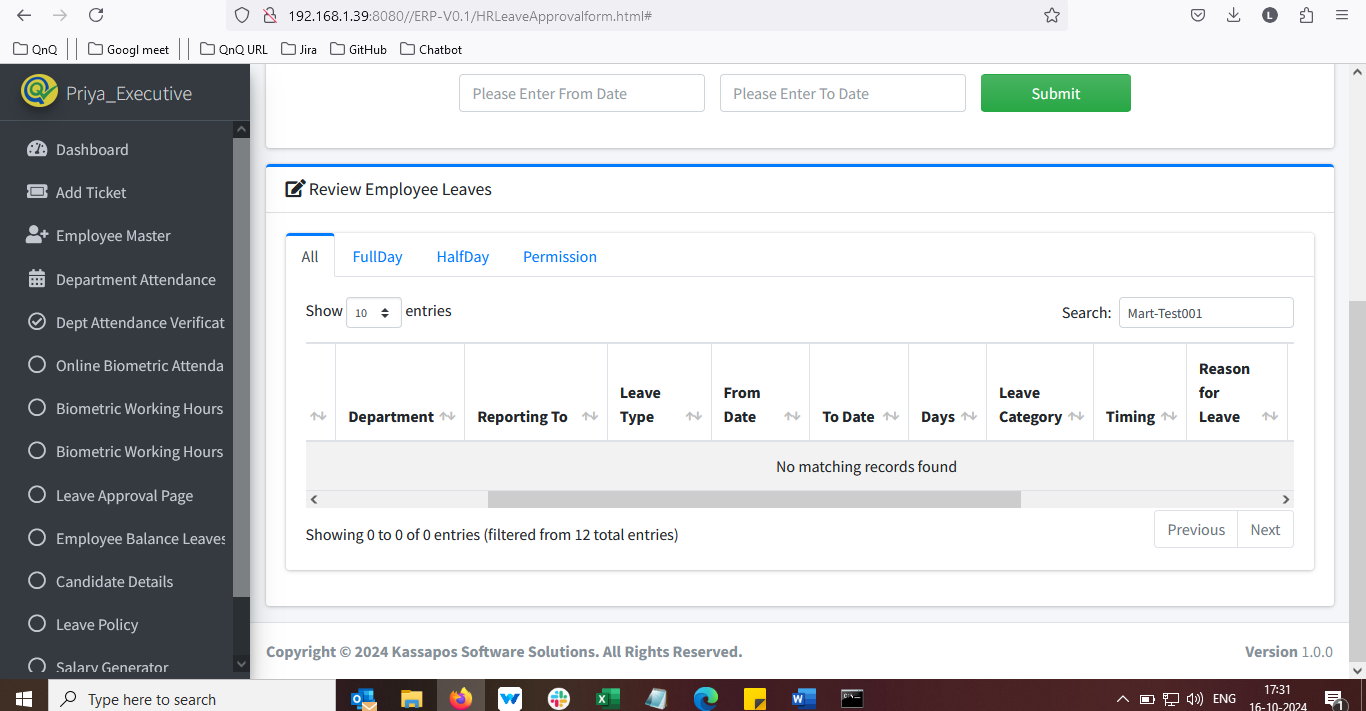 192.168.1.39:8080//ERP-V0.1/HRLeaveApprovalform.html#
L
QnQ
Googl meet
QnQ URL
Jira
GitHub
Chatbot
Priya_Executive
Please Enter From Date
Please Enter To Date
Submit
Dashboard
Add Ticket
Employee Master
Department Attendance
Dept Attendance Verificat
Online Biometric Attenda
Biometric Working Hours
Biometric Working Hours
Leave Approval Page
Employee Balance Leaves
Candidate Details
Leave Policy
Salary Generator
Review Employee Leaves
All
FullDay
HalfDay
Permission
Show 10 entries
Search: Mart-Test001
Department
Reporting To
Leave
Type
From
Date
To Date
Days
Leave
Category
Timing
Reason
for
Leave
No matching records found
Showing 0 to 0 of 0 entries (filtered from 12 total entries)
Previous
Next
Copyright © 2024 Kassapos Software Solutions. All Rights Reserved.
Version 1.0.0
Type here to search
ENG
17:31
16-10-2024
1